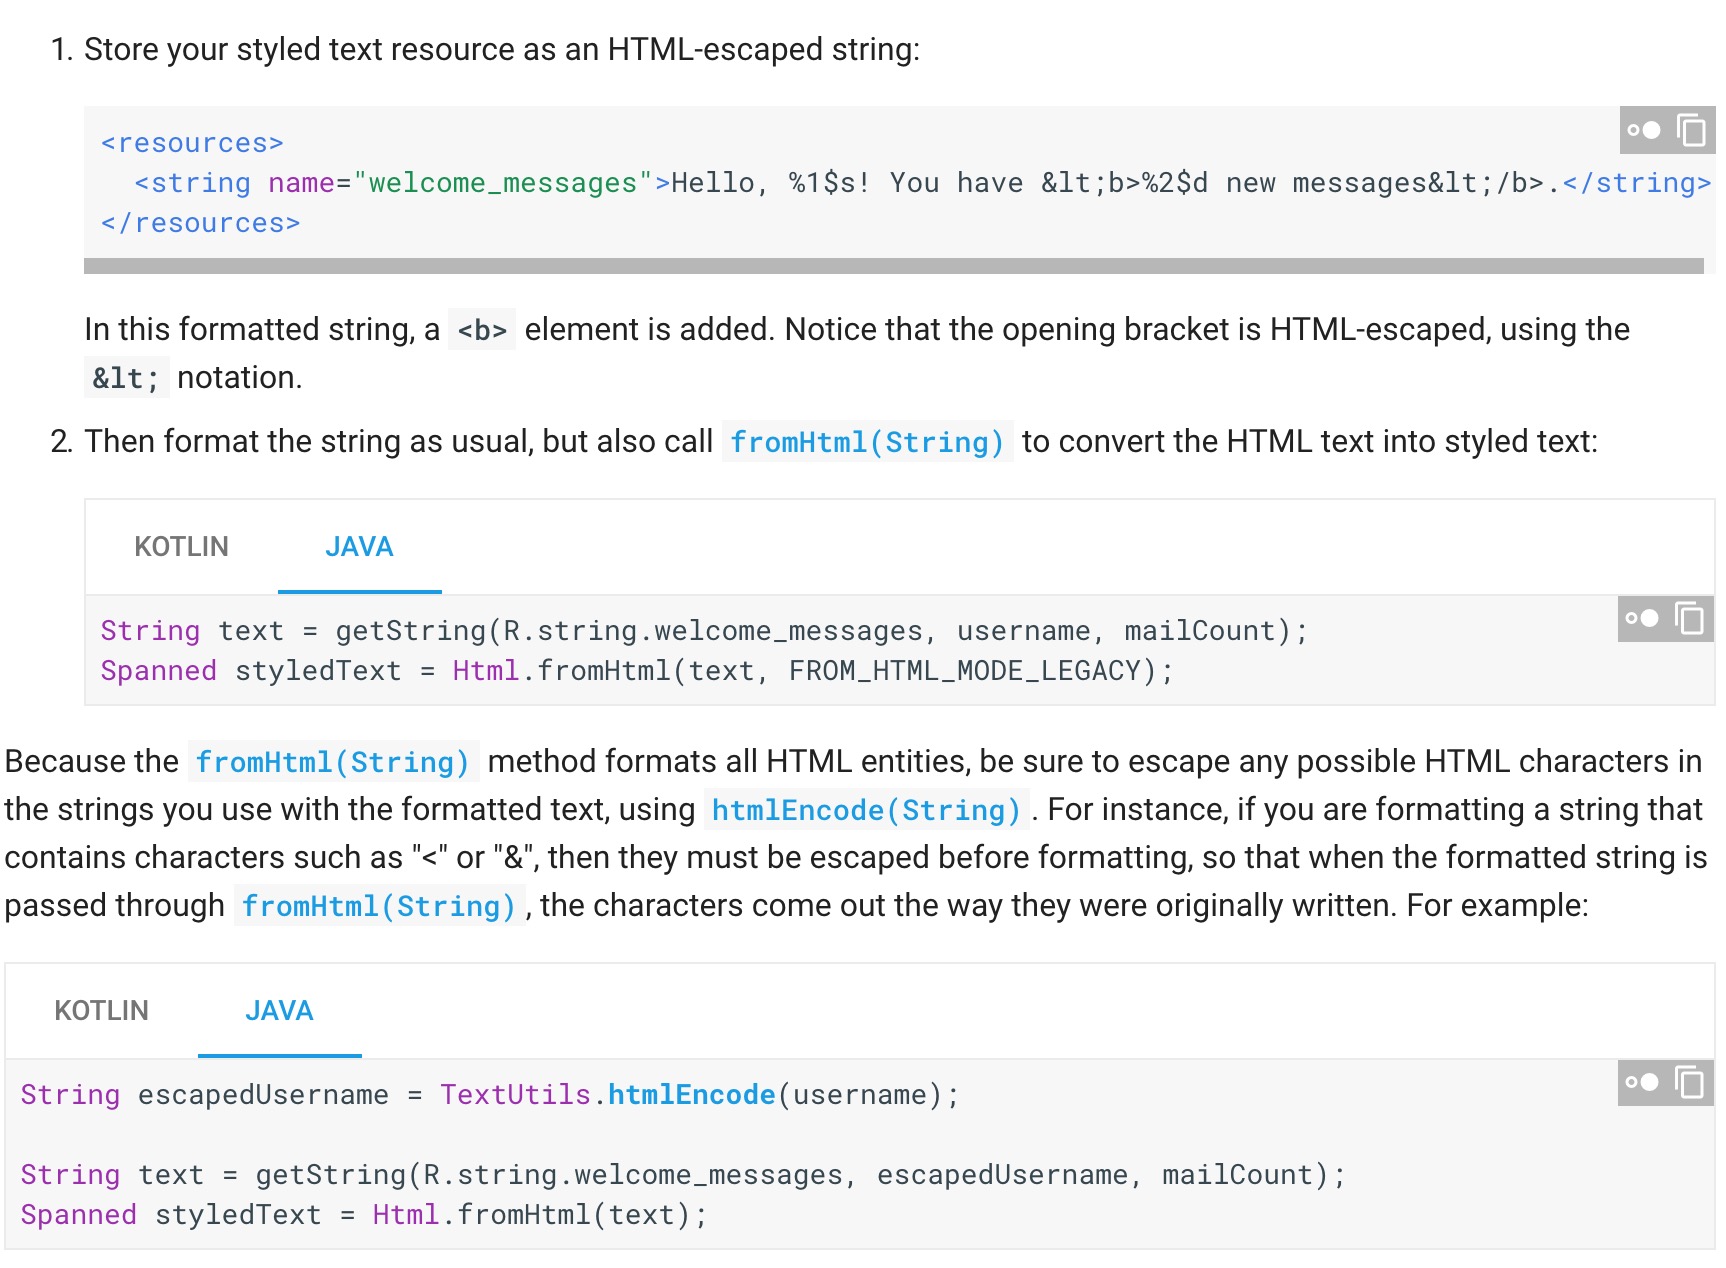 1. Store your styled text resource as an HTML-escaped string:
<resources>
  <string name="welcome_messages">Hello, %1$s! You have &lt;b>%2$d new messages&lt;/b>.</string>
</resources>
In this formatted string, a <b> element is added. Notice that the opening bracket is HTML-escaped, using the
&lt; notation.
2. Then format the string as usual, but also call fromHtml(String) to convert the HTML text into styled text:
KOTLIN JAVA
String text = getString(R.string.welcome_messages, username, mailCount);
Spanned styledText = Html.fromHtml(text, FROM_HTML_MODE_LEGACY);
Because the fromHtml(String) method formats all HTML entities, be sure to escape any possible HTML characters in
the strings you use with the formatted text, using htmlEncode(String). For instance, if you are formatting a string that
contains characters such as "<" or "&", then they must be escaped before formatting, so that when the formatted string is
passed through fromHtml(String), the characters come out the way they were originally written. For example:
KOTLIN JAVA
String escapedUsername = TextUtils.htmlEncode(username);
String text = getString(R.string.welcome_messages, escapedUsername, mailCount);
Spanned styledText = Html.fromHtml(text);